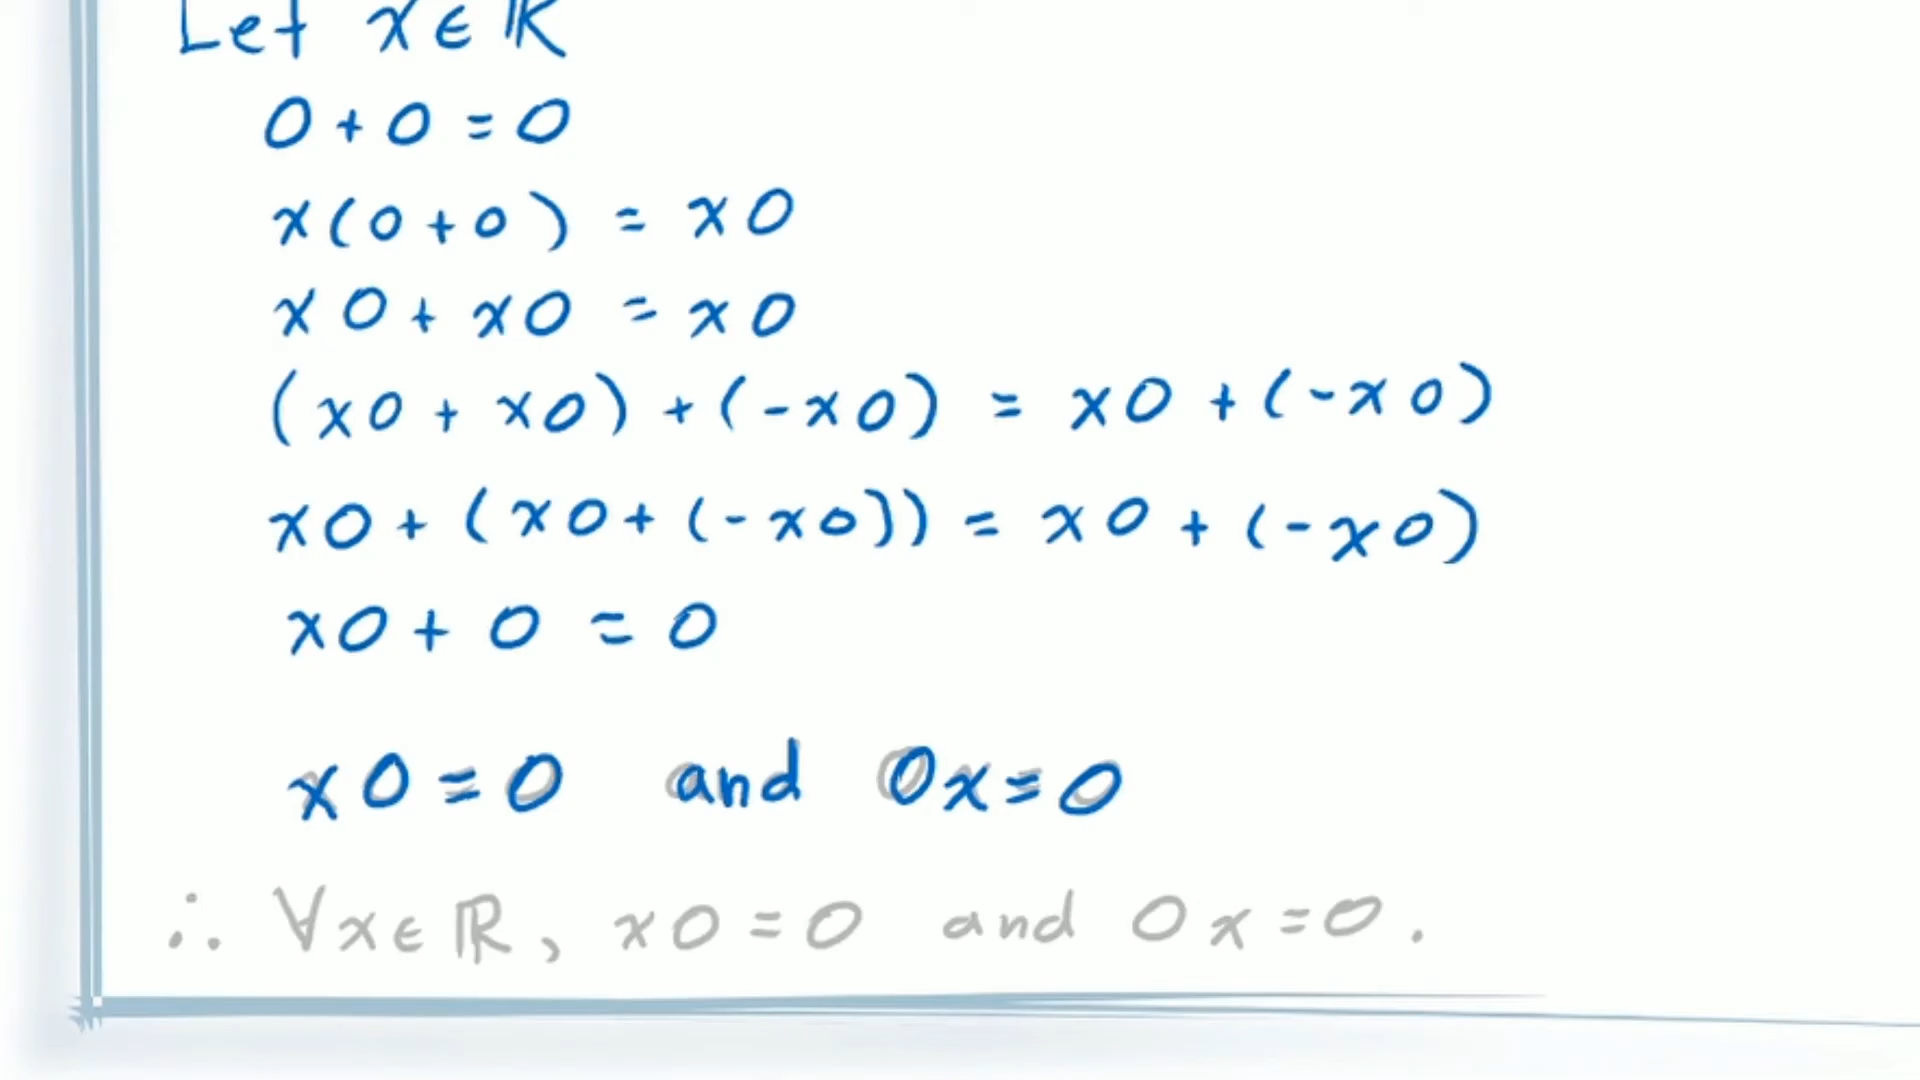 Let x ∈ ℝ
0 + 0 = 0
x(0 + 0) = x0
x0 + x0 = x0
(x0 + x0) + (-x0) = x0 + (-x0)
x0 + (x0 + (-x0)) = x0 + (-x0)
x0 + 0 = 0
x0 = 0 and 0x = 0
∴ ∀x ∈ ℝ, x0 = 0 and 0x = 0.